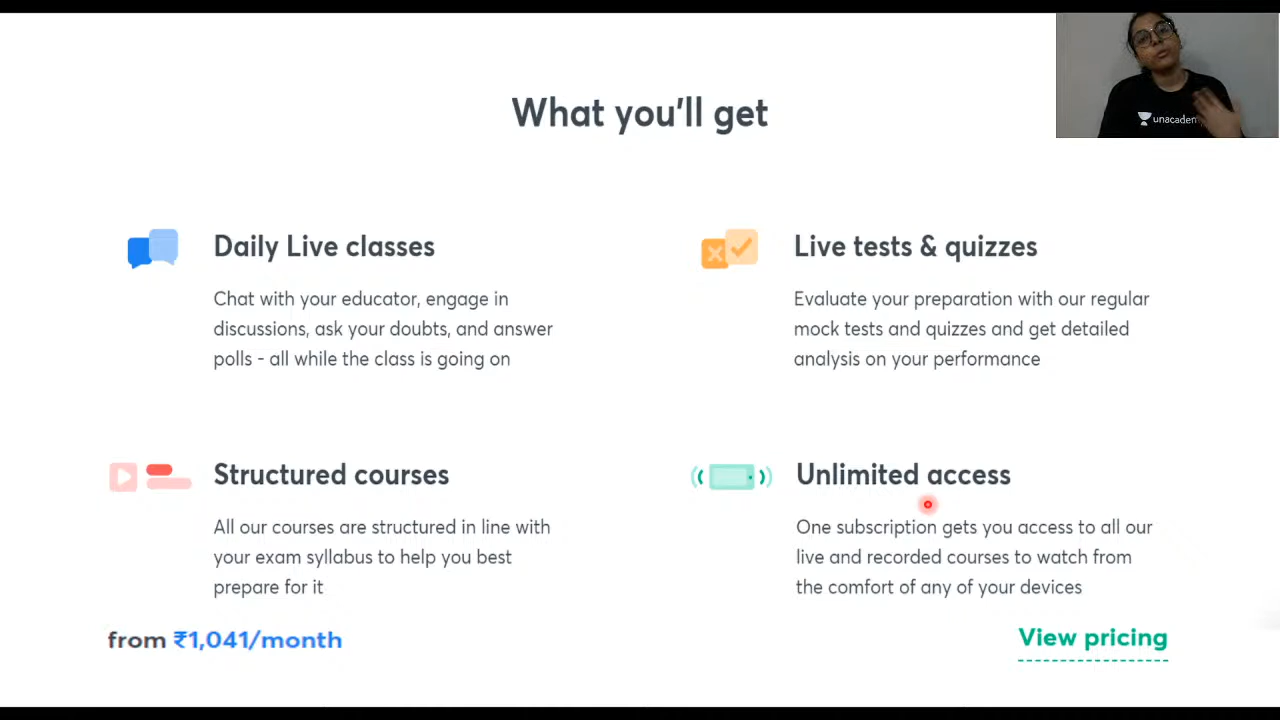 What you'll get
unacaden
Daily Live classes
Chat with your educator, engage in
discussions, ask your doubts, and answer
polls - all while the class is going on
Live tests & quizzes
Evaluate your preparation with our regular
mock tests and quizzes and get detailed
analysis on your performance
Structured courses
All our courses are structured in line with
your exam syllabus to help you best
prepare for it
Unlimited access
One subscription gets you access to all our
live and recorded courses to watch from
the comfort of any of your devices
from ₹1,041/month
View pricing